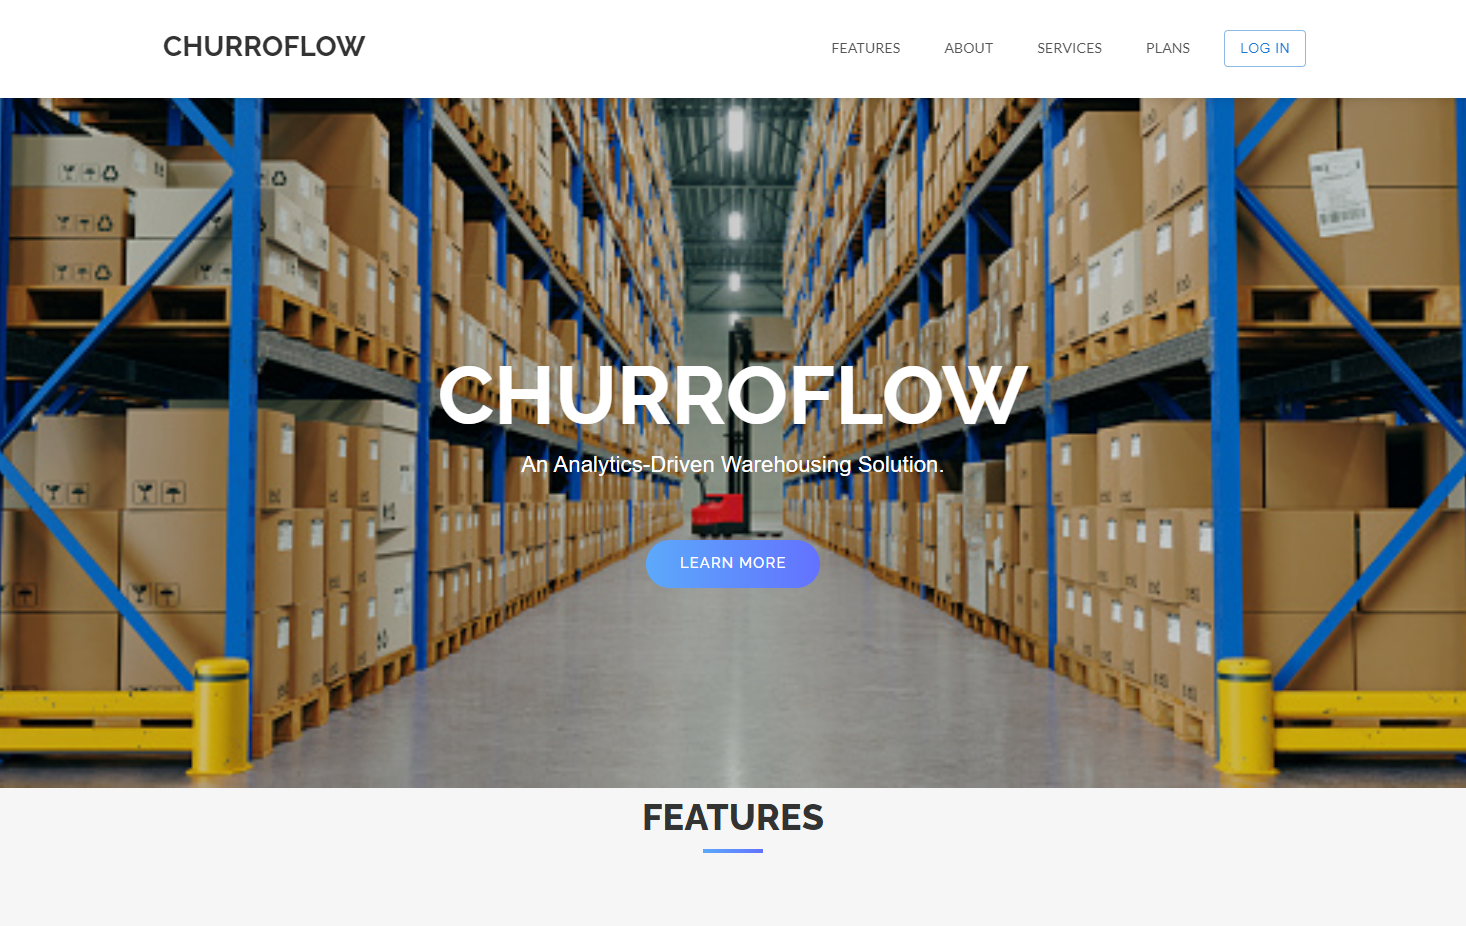 CHURROFLOW
FEATURES
ABOUT
SERVICES
PLANS
LOG IN
CHURROFLOW
An Analytics-Driven Warehousing Solution.
LEARN MORE
FEATURES